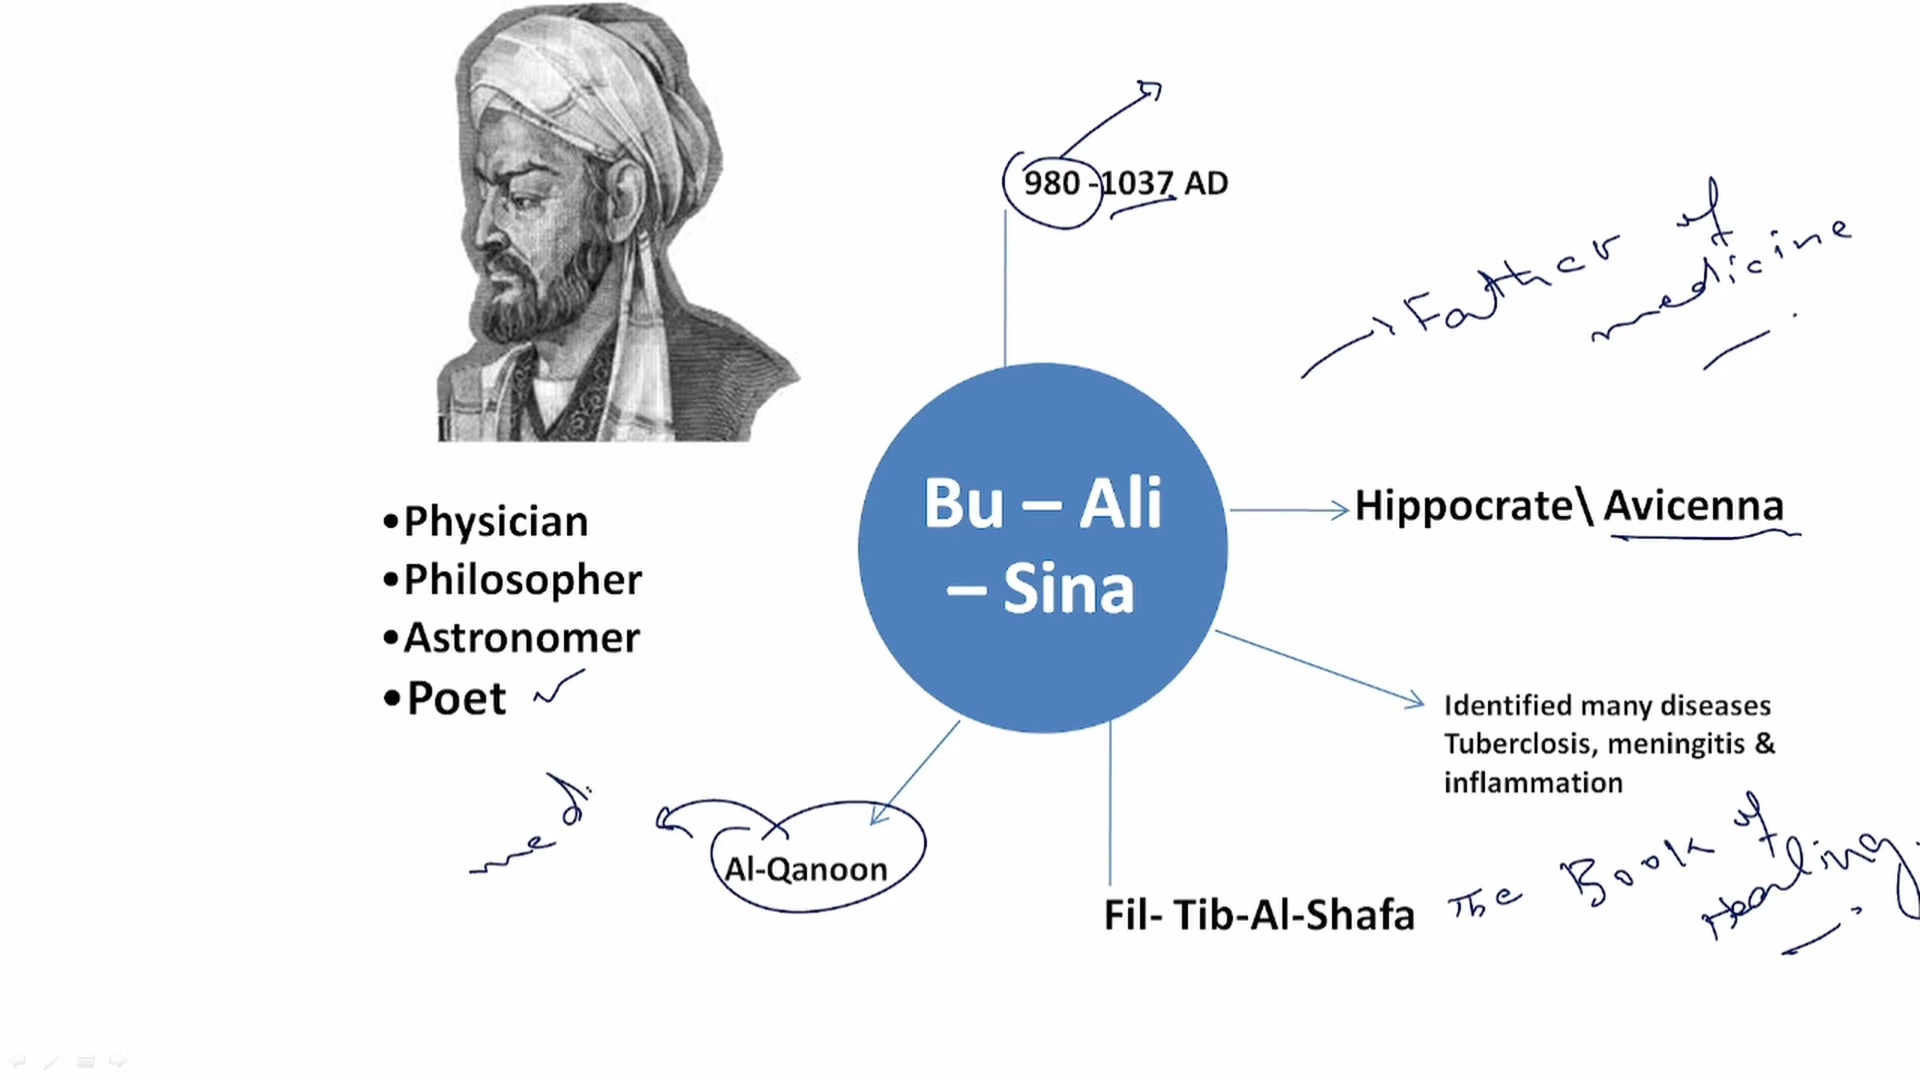 980 -1037 AD
Father of
medicine
Bu – Ali
– Sina
Hippocrate\ Avicenna
•Physician
•Philosopher
•Astronomer
•Poet
Identified many diseases
Tuberclosis, meningitis &
inflammation
medi
Al-Qanoon
Fil- Tib-Al-Shafa
The Book of
Healing